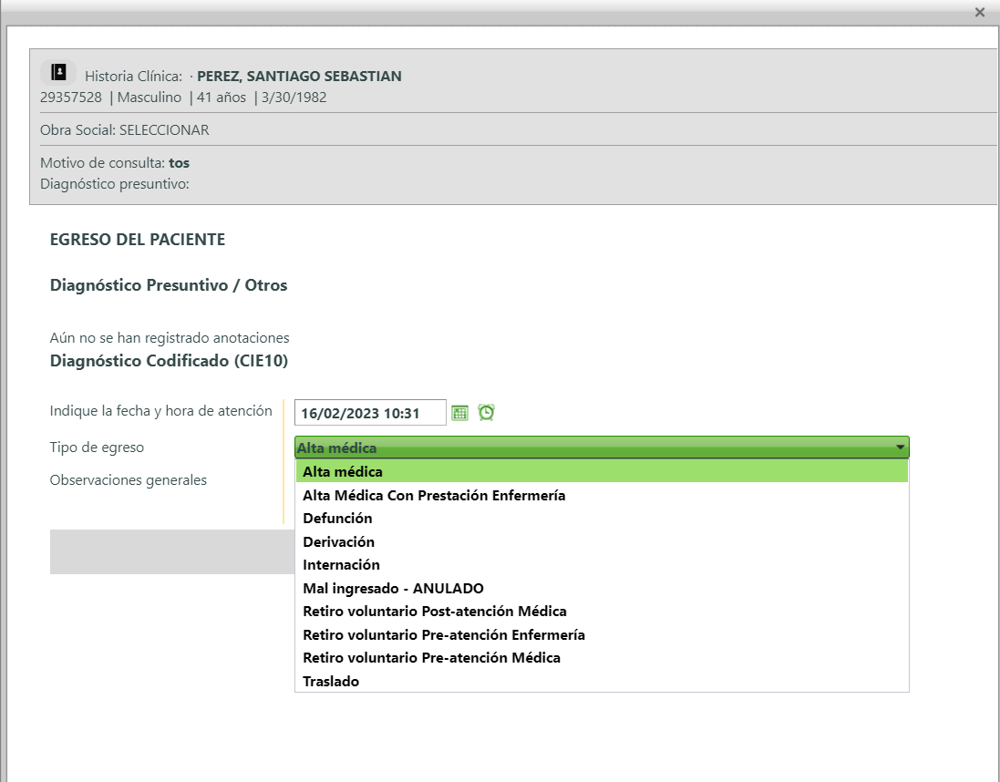 Historia Clínica: · PEREZ, SANTIAGO SEBASTIAN
29357528 | Masculino | 41 años | 3/30/1982
Obra Social: SELECCIONAR
Motivo de consulta: tos
Diagnóstico presuntivo:
EGRESO DEL PACIENTE
Diagnóstico Presuntivo / Otros
Aún no se han registrado anotaciones
Diagnóstico Codificado (CIE10)
Indique la fecha y hora de atención 16/02/2023 10:31
Tipo de egreso Alta médica
Observaciones generales
Alta médica
Alta Médica Con Prestación Enfermería
Defunción
Derivación
Internación
Mal ingresado - ANULADO
Retiro voluntario Post-atención Médica
Retiro voluntario Pre-atención Enfermería
Retiro voluntario Pre-atención Médica
Traslado